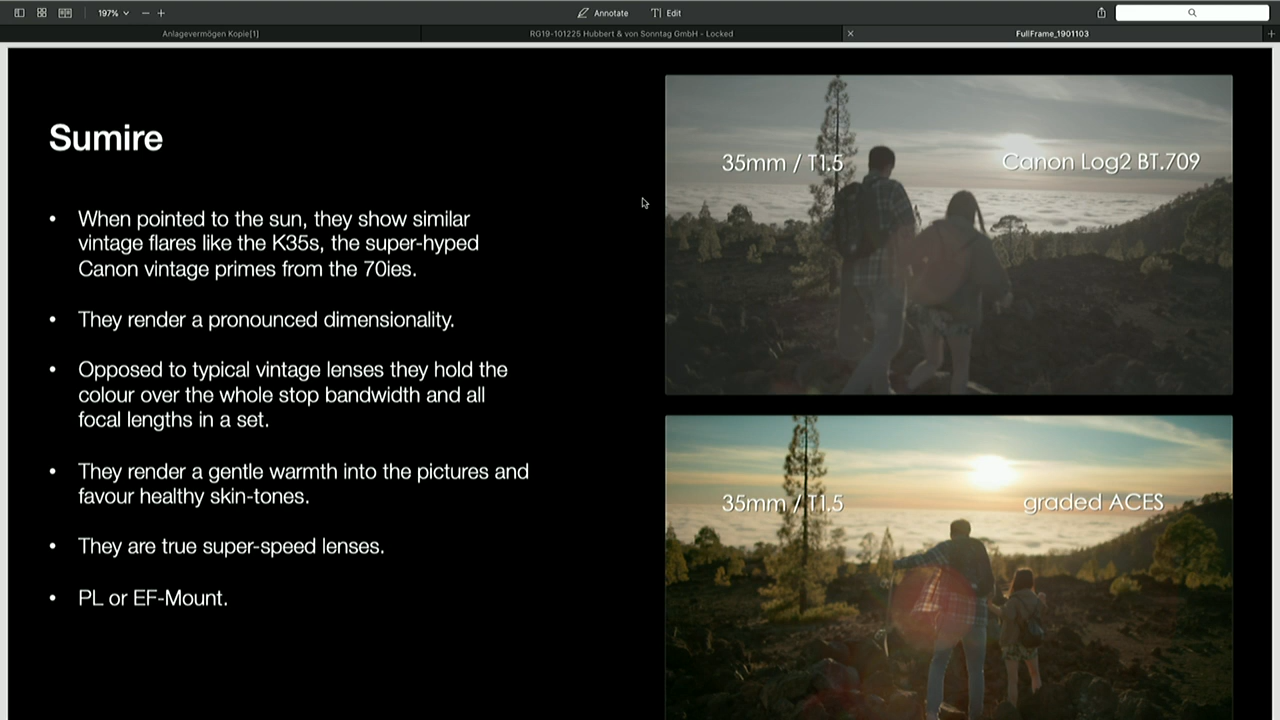 197%
Annotate
Edit
Anlagevermögen Kopie[1]
RG19-101225 Hubbert & von Sonntag GmbH - Locked
FullFrame_1901103
Sumire
• When pointed to the sun, they show similar
vintage flares like the K35s, the super-hyped
Canon vintage primes from the 70ies.
• They render a pronounced dimensionality.
• Opposed to typical vintage lenses they hold the
colour over the whole stop bandwidth and all
focal lengths in a set.
• They render a gentle warmth into the pictures and
favour healthy skin-tones.
• They are true super-speed lenses.
• PL or EF-Mount.
35mm / T1.5
Canon Log2 BT.709
35mm / T1.5
graded ACES